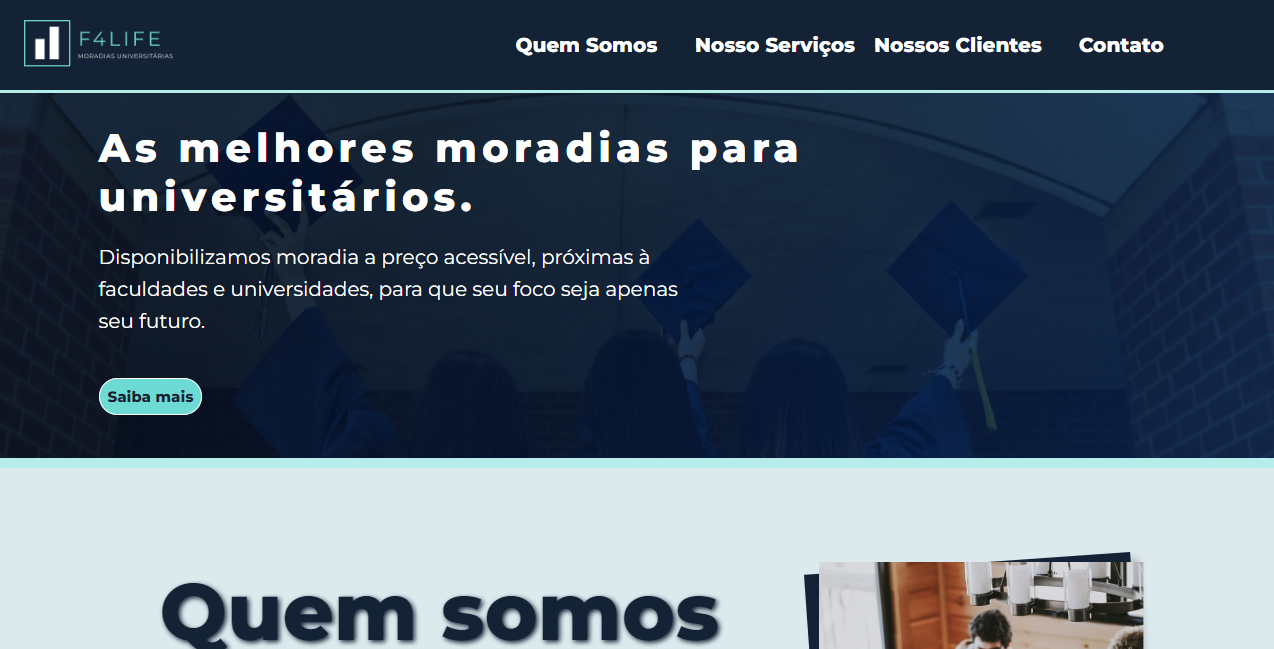 F4LIFE
MORADIAS UNIVERSITÁRIAS
Quem Somos Nosso Serviços Nossos Clientes Contato
As melhores moradias para
universitários.
Disponibilizamos moradia a preço acessível, próximas à
faculdades e universidades, para que seu foco seja apenas
seu futuro.
Saiba mais
Quem somos